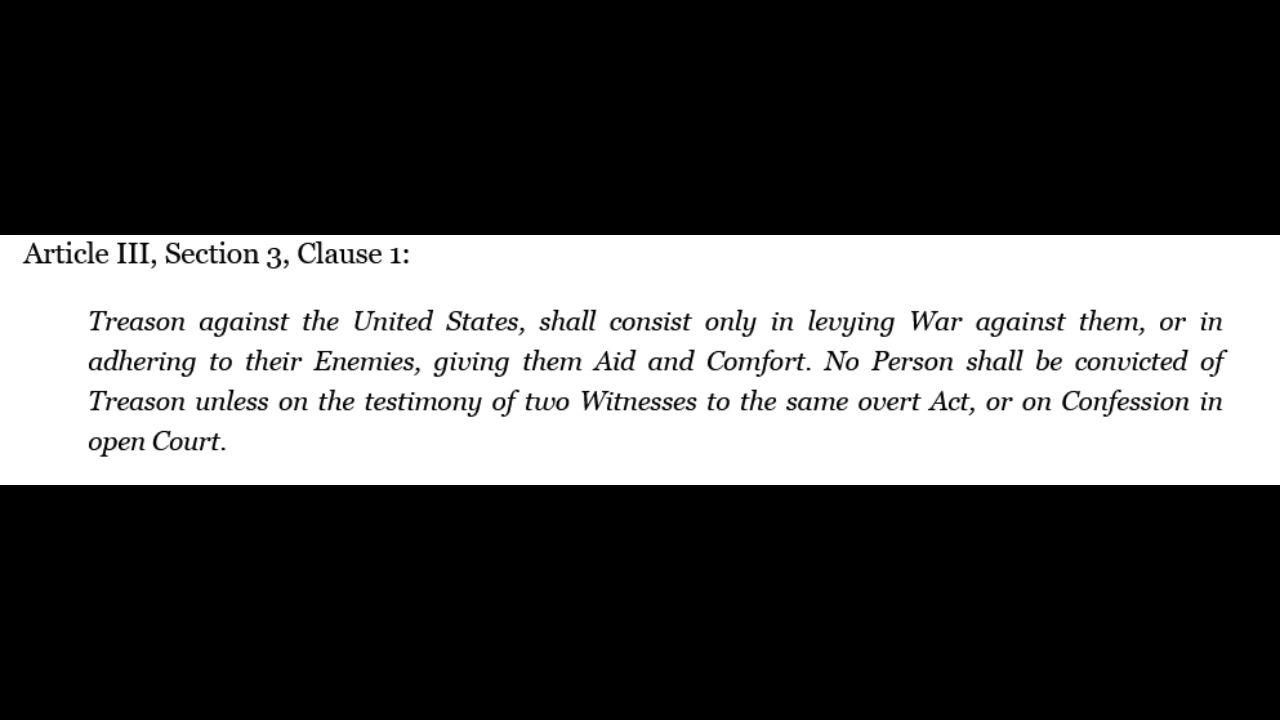 Article III, Section 3, Clause 1:
Treason against the United States, shall consist only in levying War against them, or in
adhering to their Enemies, giving them Aid and Comfort. No Person shall be convicted of
Treason unless on the testimony of two Witnesses to the same overt Act, or on Confession in
open Court.